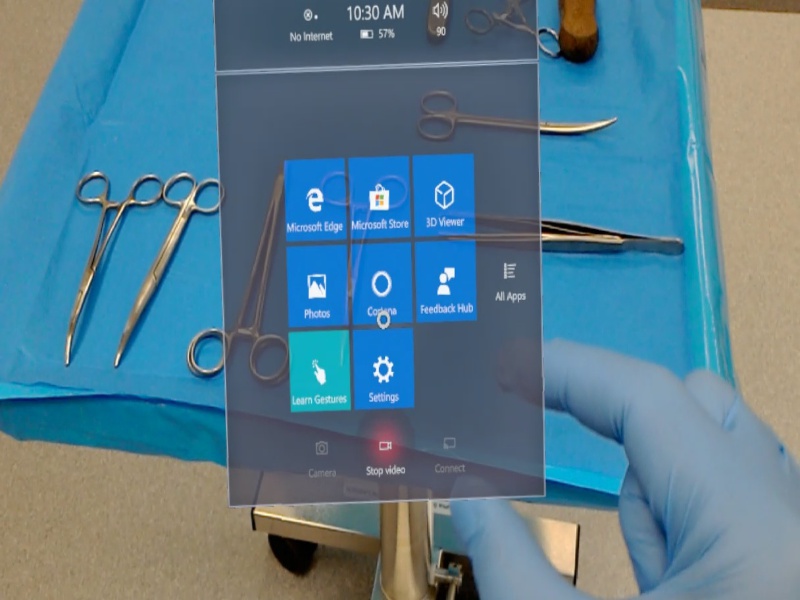 10:30 AM
No Internet
57%
90
Microsoft Edge
Microsoft Store
3D Viewer
Photos
Cortana
Feedback Hub
All Apps
Learn Gestures
Settings
Camera
Stop video
Connect